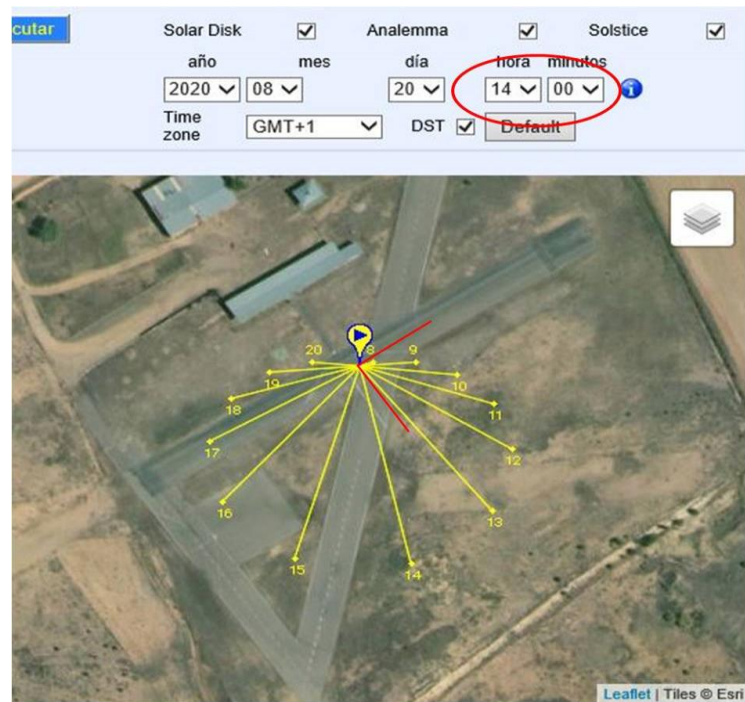 cutar Solar Disk Analemma Solstice
año mes día hora minutos
2020 08 20 14 00
Time zone GMT+1 DST Default
20 8 9
19 10
18 11
17 12
16 13
15 14
Leaflet | Tiles © Esri